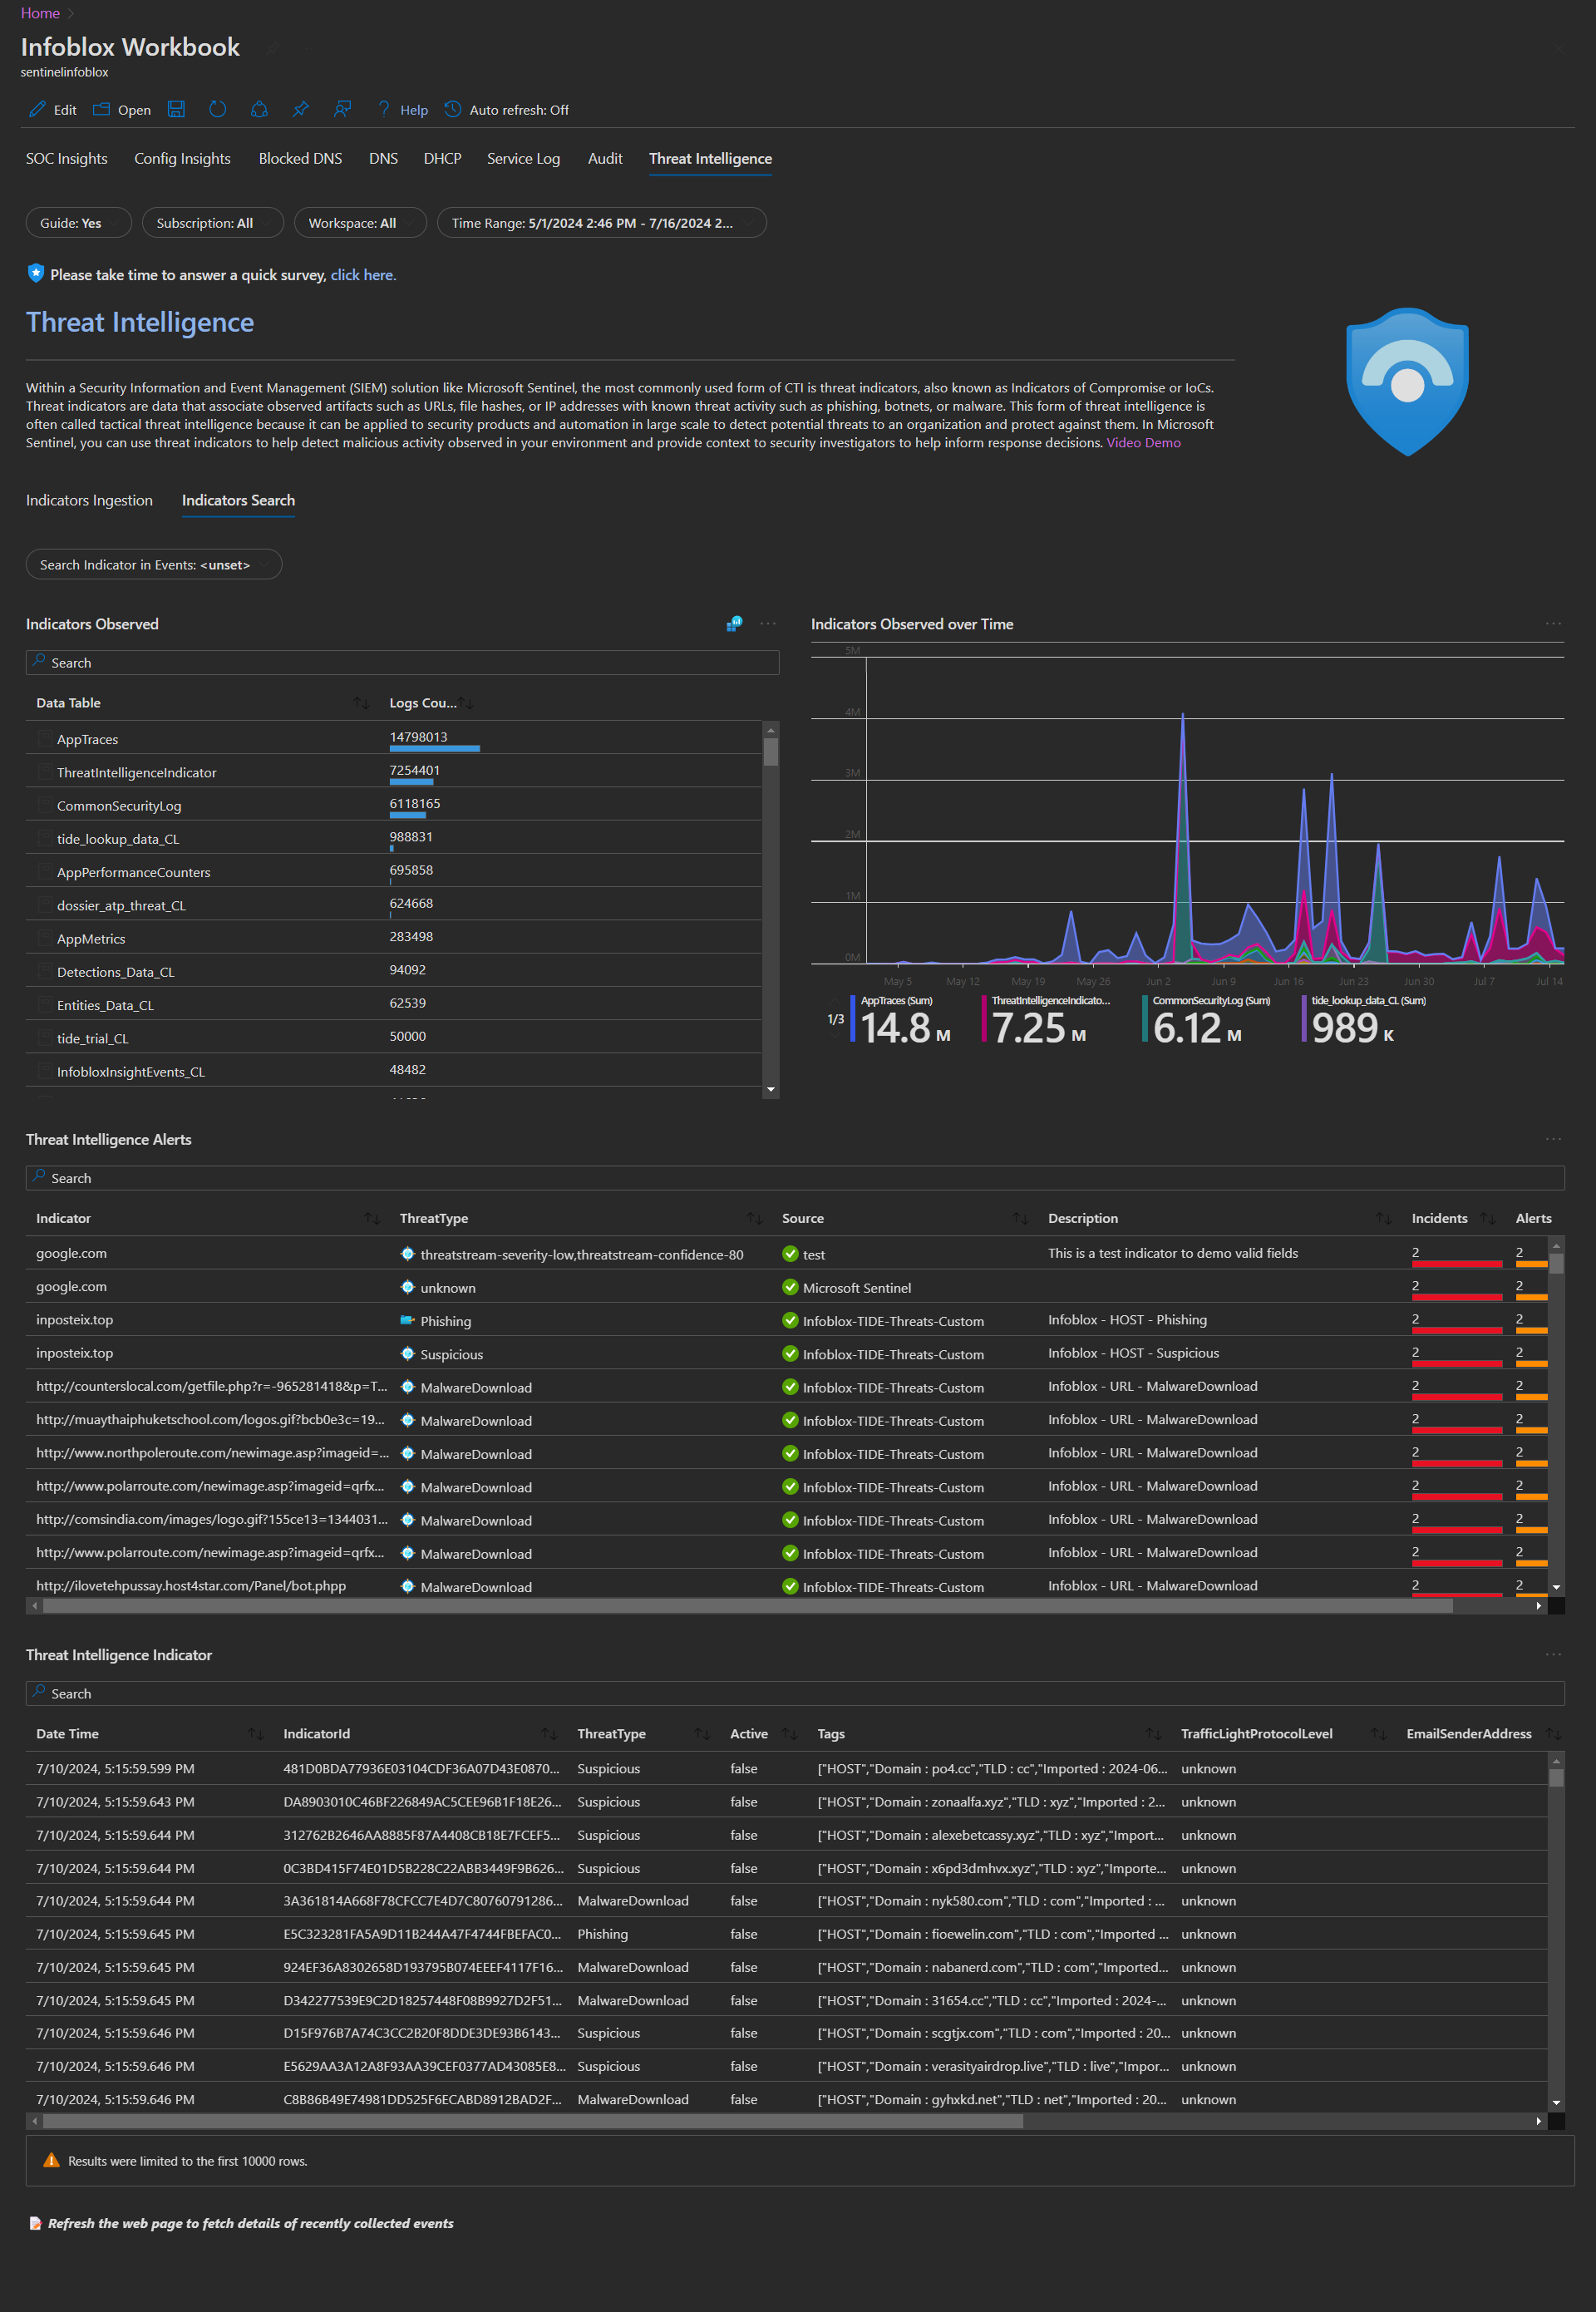 Home
Infoblox Workbook
sentinelinfoblox
Edit Open Help Auto refresh: Off
SOC Insights Config Insights Blocked DNS DNS DHCP Service Log Audit Threat Intelligence
Guide: Yes Subscription: All Workspace: All Time Range: 5/1/2024 2:46 PM - 7/16/2024 2...
Please take time to answer a quick survey, click here.
Threat Intelligence
Within a Security Information and Event Management (SIEM) solution like Microsoft Sentinel, the most commonly used form of CTI is threat indicators, also known as Indicators of Compromise or IoCs.
Threat indicators are data that associate observed artifacts such as URLs, file hashes, or IP addresses with known threat activity such as phishing, botnets, or malware. This form of threat intelligence is
often called tactical threat intelligence because it can be applied to security products and automation in large scale to detect potential threats to an organization and protect against them. In Microsoft
Sentinel, you can use threat indicators to help detect malicious activity observed in your environment and provide context to security investigators to help inform response decisions. Video Demo
Indicators Ingestion Indicators Search
Search Indicator in Events: <unset>
Indicators Observed
Search
Data Table Logs Cou...
AppTraces 14798013
ThreatIntelligenceIndicator 7254401
CommonSecurityLog 6118165
tide_lookup_data_CL 988831
AppPerformanceCounters 695858
dossier_atp_threat_CL 624668
AppMetrics 283498
Detections_Data_CL 94092
Entities_Data_CL 62539
tide_trial_CL 50000
InfobloxInsightEvents_CL 48482
Indicators Observed over Time
5M
4M
3M
2M
1M
0M
May 5 May 12 May 19 May 26 Jun 2 Jun 9 Jun 16 Jun 23 Jun 30 Jul 7 Jul 14
1/3
AppTraces (Sum) ThreatIntelligenceIndicato... CommonSecurityLog (Sum) tide_lookup_data_CL (Sum)
14.8 M 7.25 M 6.12 M 989 K
Threat Intelligence Alerts
Search
Indicator ThreatType Source Description Incidents Alerts
google.com threatstream-severity-low,threatstream-confidence-80 test This is a test indicator to demo valid fields 2 2
google.com unknown Microsoft Sentinel 2 2
inposteix.top Phishing Infoblox-TIDE-Threats-Custom Infoblox - HOST - Phishing 2 2
inposteix.top Suspicious Infoblox-TIDE-Threats-Custom Infoblox - HOST - Suspicious 2 2
http://counterslocal.com/getfile.php?r=-965281418&p=T... MalwareDownload Infoblox-TIDE-Threats-Custom Infoblox - URL - MalwareDownload 2 2
http://muaythaiphuketschool.com/logos.gif?bcb0e3c=19... MalwareDownload Infoblox-TIDE-Threats-Custom Infoblox - URL - MalwareDownload 2 2
http://www.northpoleroute.com/newimage.asp?imageid=... MalwareDownload Infoblox-TIDE-Threats-Custom Infoblox - URL - MalwareDownload 2 2
http://www.polarroute.com/newimage.asp?imageid=qrfx... MalwareDownload Infoblox-TIDE-Threats-Custom Infoblox - URL - MalwareDownload 2 2
http://comsindia.com/images/logo.gif?155ce13=1344031... MalwareDownload Infoblox-TIDE-Threats-Custom Infoblox - URL - MalwareDownload 2 2
http://www.polarroute.com/newimage.asp?imageid=qrfx... MalwareDownload Infoblox-TIDE-Threats-Custom Infoblox - URL - MalwareDownload 2 2
http://ilovetehpussay.host4star.com/Panel/bot.phpp MalwareDownload Infoblox-TIDE-Threats-Custom Infoblox - URL - MalwareDownload 2 2
Threat Intelligence Indicator
Search
Date Time IndicatorId ThreatType Active Tags TrafficLightProtocolLevel EmailSenderAddress
7/10/2024, 5:15:59.599 PM 481D0BDA77936E03104CDF36A07D43E0870... Suspicious false ["HOST","Domain : po4.cc","TLD : cc","Imported : 2024-06... unknown
7/10/2024, 5:15:59.643 PM DA8903010C46BF226849AC5CEE96B1F18E26... Suspicious false ["HOST","Domain : zonaalfa.xyz","TLD : xyz","Imported : 2... unknown
7/10/2024, 5:15:59.644 PM 312762B2646AA8885F87A4408CB18E7FCEF5... Suspicious false ["HOST","Domain : alexebetcassy.xyz","TLD : xyz","Import... unknown
7/10/2024, 5:15:59.644 PM 0C3BD415F74E01D5B228C22ABB3449F9B626... Suspicious false ["HOST","Domain : x6pd3dmhvx.xyz","TLD : xyz","Importe... unknown
7/10/2024, 5:15:59.644 PM 3A361814A668F78CFCC7E4D7C80760791286... MalwareDownload false ["HOST","Domain : nyk580.com","TLD : com","Imported : ... unknown
7/10/2024, 5:15:59.645 PM E5C323281FA5A9D11B244A47F4744FBEFAC0... Phishing false ["HOST","Domain : fioewelin.com","TLD : com","Imported ... unknown
7/10/2024, 5:15:59.645 PM 924EF36A8302658D193795B074EEEF4117F16... MalwareDownload false ["HOST","Domain : nabanerd.com","TLD : com","Imported... unknown
7/10/2024, 5:15:59.645 PM D342277539E9C2D18257448F08B9927D2F51... MalwareDownload false ["HOST","Domain : 31654.cc","TLD : cc","Imported : 2024-... unknown
7/10/2024, 5:15:59.646 PM D15F976B7A74C3CC2B20F8DDE3DE93B6143... Suspicious false ["HOST","Domain : scgtjx.com","TLD : com","Imported : 20... unknown
7/10/2024, 5:15:59.646 PM E5629AA3A12A8F93AA39CEF0377AD43085E8... Suspicious false ["HOST","Domain : verasityairdrop.live","TLD : live","Impor... unknown
7/10/2024, 5:15:59.646 PM C8B86B49E74981DD525F6ECABD8912BAD2F... MalwareDownload false ["HOST","Domain : gyhxkd.net","TLD : net","Imported : 20... unknown
Results were limited to the first 10000 rows.
Refresh the web page to fetch details of recently collected events